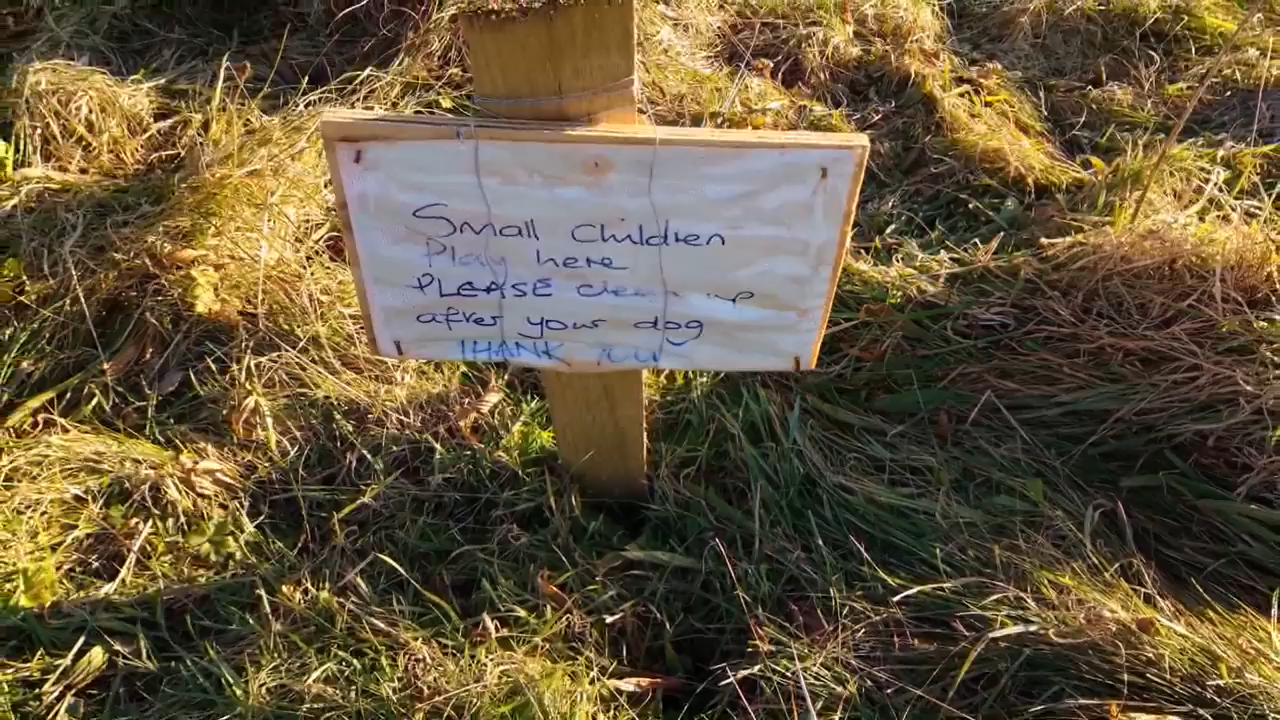 Small Children
Play here
PLEASE clean up
after your dog
THANK YOU